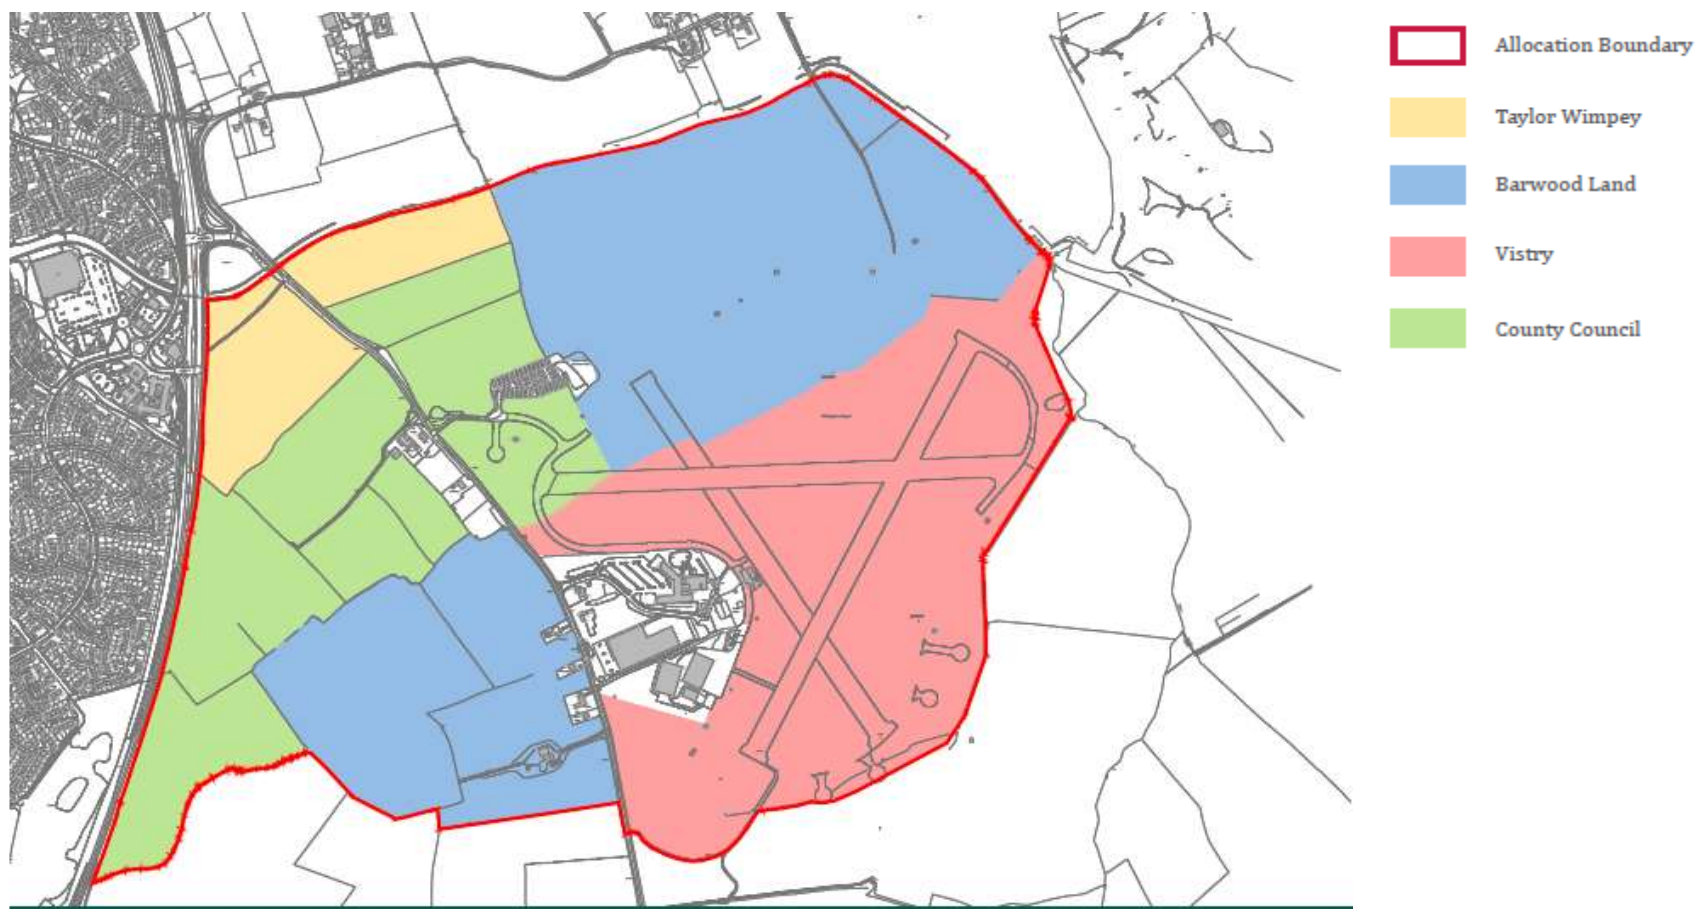 Allocation Boundary
Taylor Wimpey
Barwood Land
Vistry
County Council